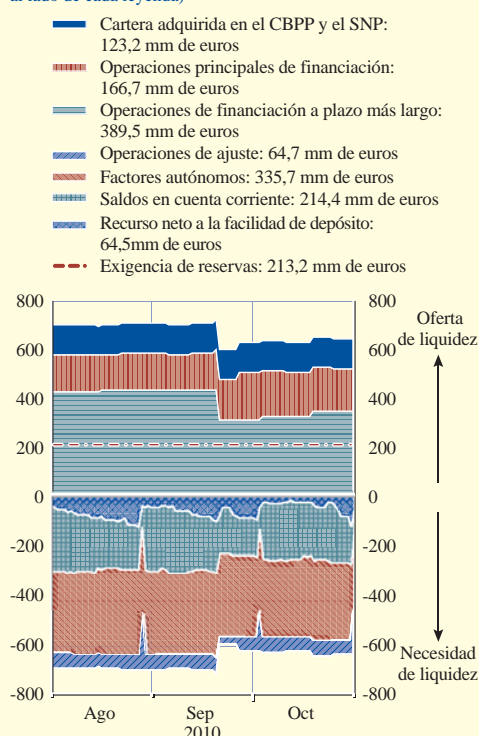 al lado de cada leyenda)
Cartera adquirida en el CBPP y el SNP:
123,2 mm de euros
Operaciones principales de financiación:
166,7 mm de euros
Operaciones de financiación a plazo más largo:
389,5 mm de euros
Operaciones de ajuste: 64,7 mm de euros
Factores autónomos: 335,7 mm de euros
Saldos en cuenta corriente: 214,4 mm de euros
Recurso neto a la facilidad de depósito:
64,5mm de euros
Exigencia de reservas: 213,2 mm de euros
800 800
Oferta
de liquidez
600 600
400 400
200 200
0 0
-200 -200
-400 -400
-600 -600
Necesidad
de liquidez
-800 -800
Ago Sep Oct
2010